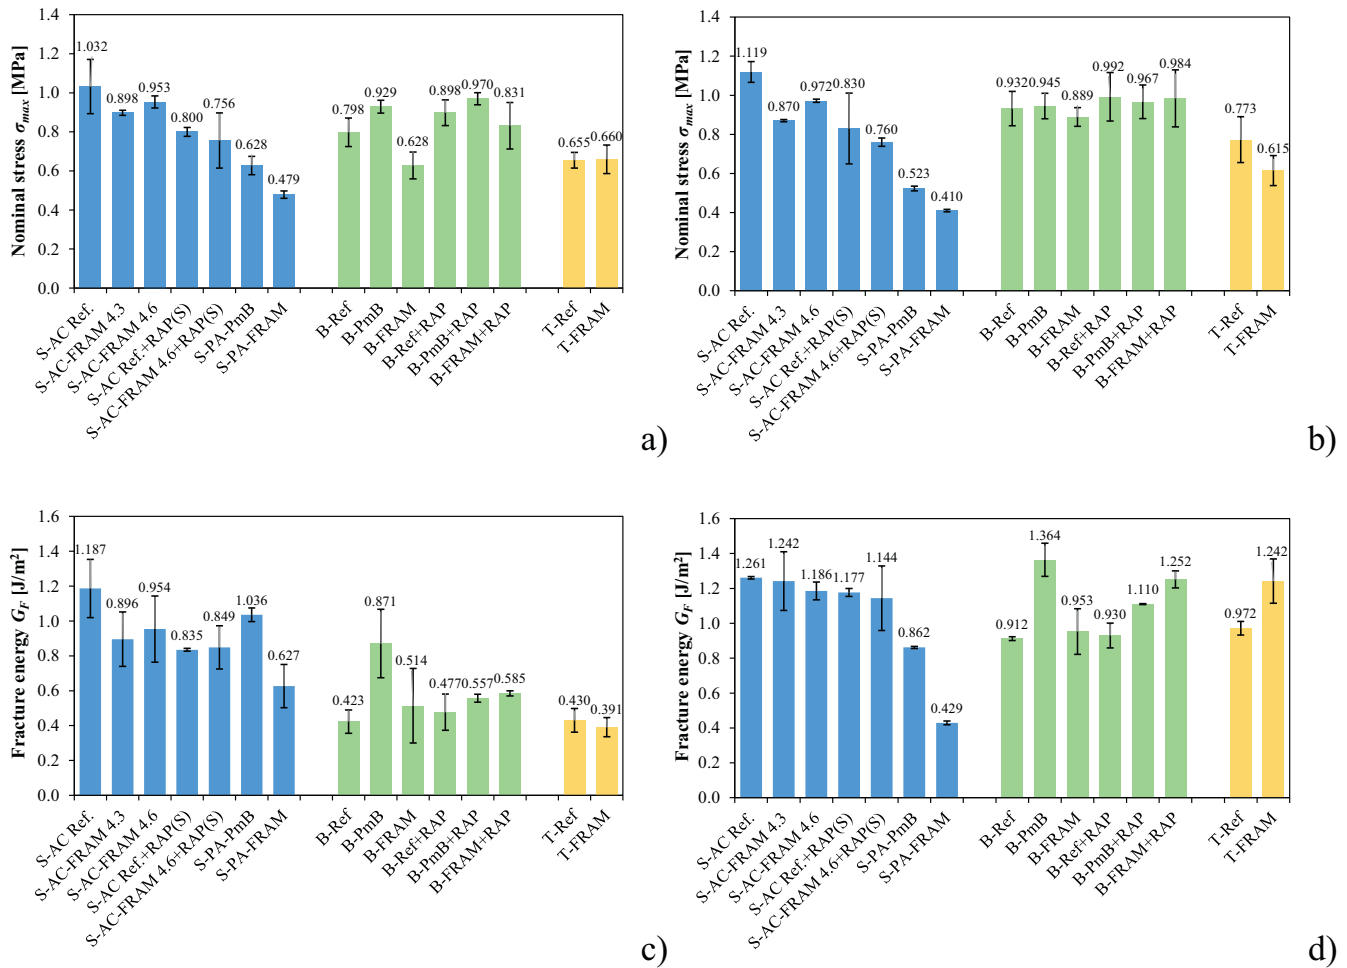 Nominal stress σmax [MPa]
1.4
1.2
1.0
0.8
0.6
0.4
0.2
0.0
1.032
0.898
0.953
0.800
0.756
0.628
0.479
0.798
0.929
0.628
0.898
0.970
0.831
0.655
0.660
S-AC Ref.
S-AC-FRAM 4.3
S-AC-FRAM 4.6
S-AC Ref.+RAP(S)
S-AC-FRAM 4.6+RAP(S)
S-PA-PmB
S-PA-FRAM
B-Ref
B-PmB
B-FRAM
B-Ref+RAP
B-PmB+RAP
B-FRAM+RAP
T-Ref
T-FRAM
a)
Nominal stress σmax [MPa]
1.4
1.2
1.0
0.8
0.6
0.4
0.2
0.0
1.119
0.870
0.972
0.830
0.760
0.523
0.410
0.932
0.945
0.889
0.992
0.967
0.984
0.773
0.615
S-AC Ref.
S-AC-FRAM 4.3
S-AC-FRAM 4.6
S-AC Ref.+RAP(S)
S-AC-FRAM 4.6+RAP(S)
S-PA-PmB
S-PA-FRAM
B-Ref
B-PmB
B-FRAM
B-Ref+RAP
B-PmB+RAP
B-FRAM+RAP
T-Ref
T-FRAM
b)
Fracture energy GF [J/m²]
1.6
1.4
1.2
1.0
0.8
0.6
0.4
0.2
0.0
1.187
0.896
0.954
0.835
0.849
1.036
0.627
0.423
0.871
0.514
0.477
0.557
0.585
0.430
0.391
S-AC Ref.
S-AC-FRAM 4.3
S-AC-FRAM 4.6
S-AC Ref.+RAP(S)
S-AC-FRAM 4.6+RAP(S)
S-PA-PmB
S-PA-FRAM
B-Ref
B-PmB
B-FRAM
B-Ref+RAP
B-PmB+RAP
B-FRAM+RAP
T-Ref
T-FRAM
c)
Fracture energy GF [J/m²]
1.6
1.4
1.2
1.0
0.8
0.6
0.4
0.2
0.0
1.261
1.242
1.186
1.177
1.144
0.862
0.429
0.912
1.364
0.953
0.930
1.110
1.252
0.972
1.242
S-AC Ref.
S-AC-FRAM 4.3
S-AC-FRAM 4.6
S-AC Ref.+RAP(S)
S-AC-FRAM 4.6+RAP(S)
S-PA-PmB
S-PA-FRAM
B-Ref
B-PmB
B-FRAM
B-Ref+RAP
B-PmB+RAP
B-FRAM+RAP
T-Ref
T-FRAM
d)